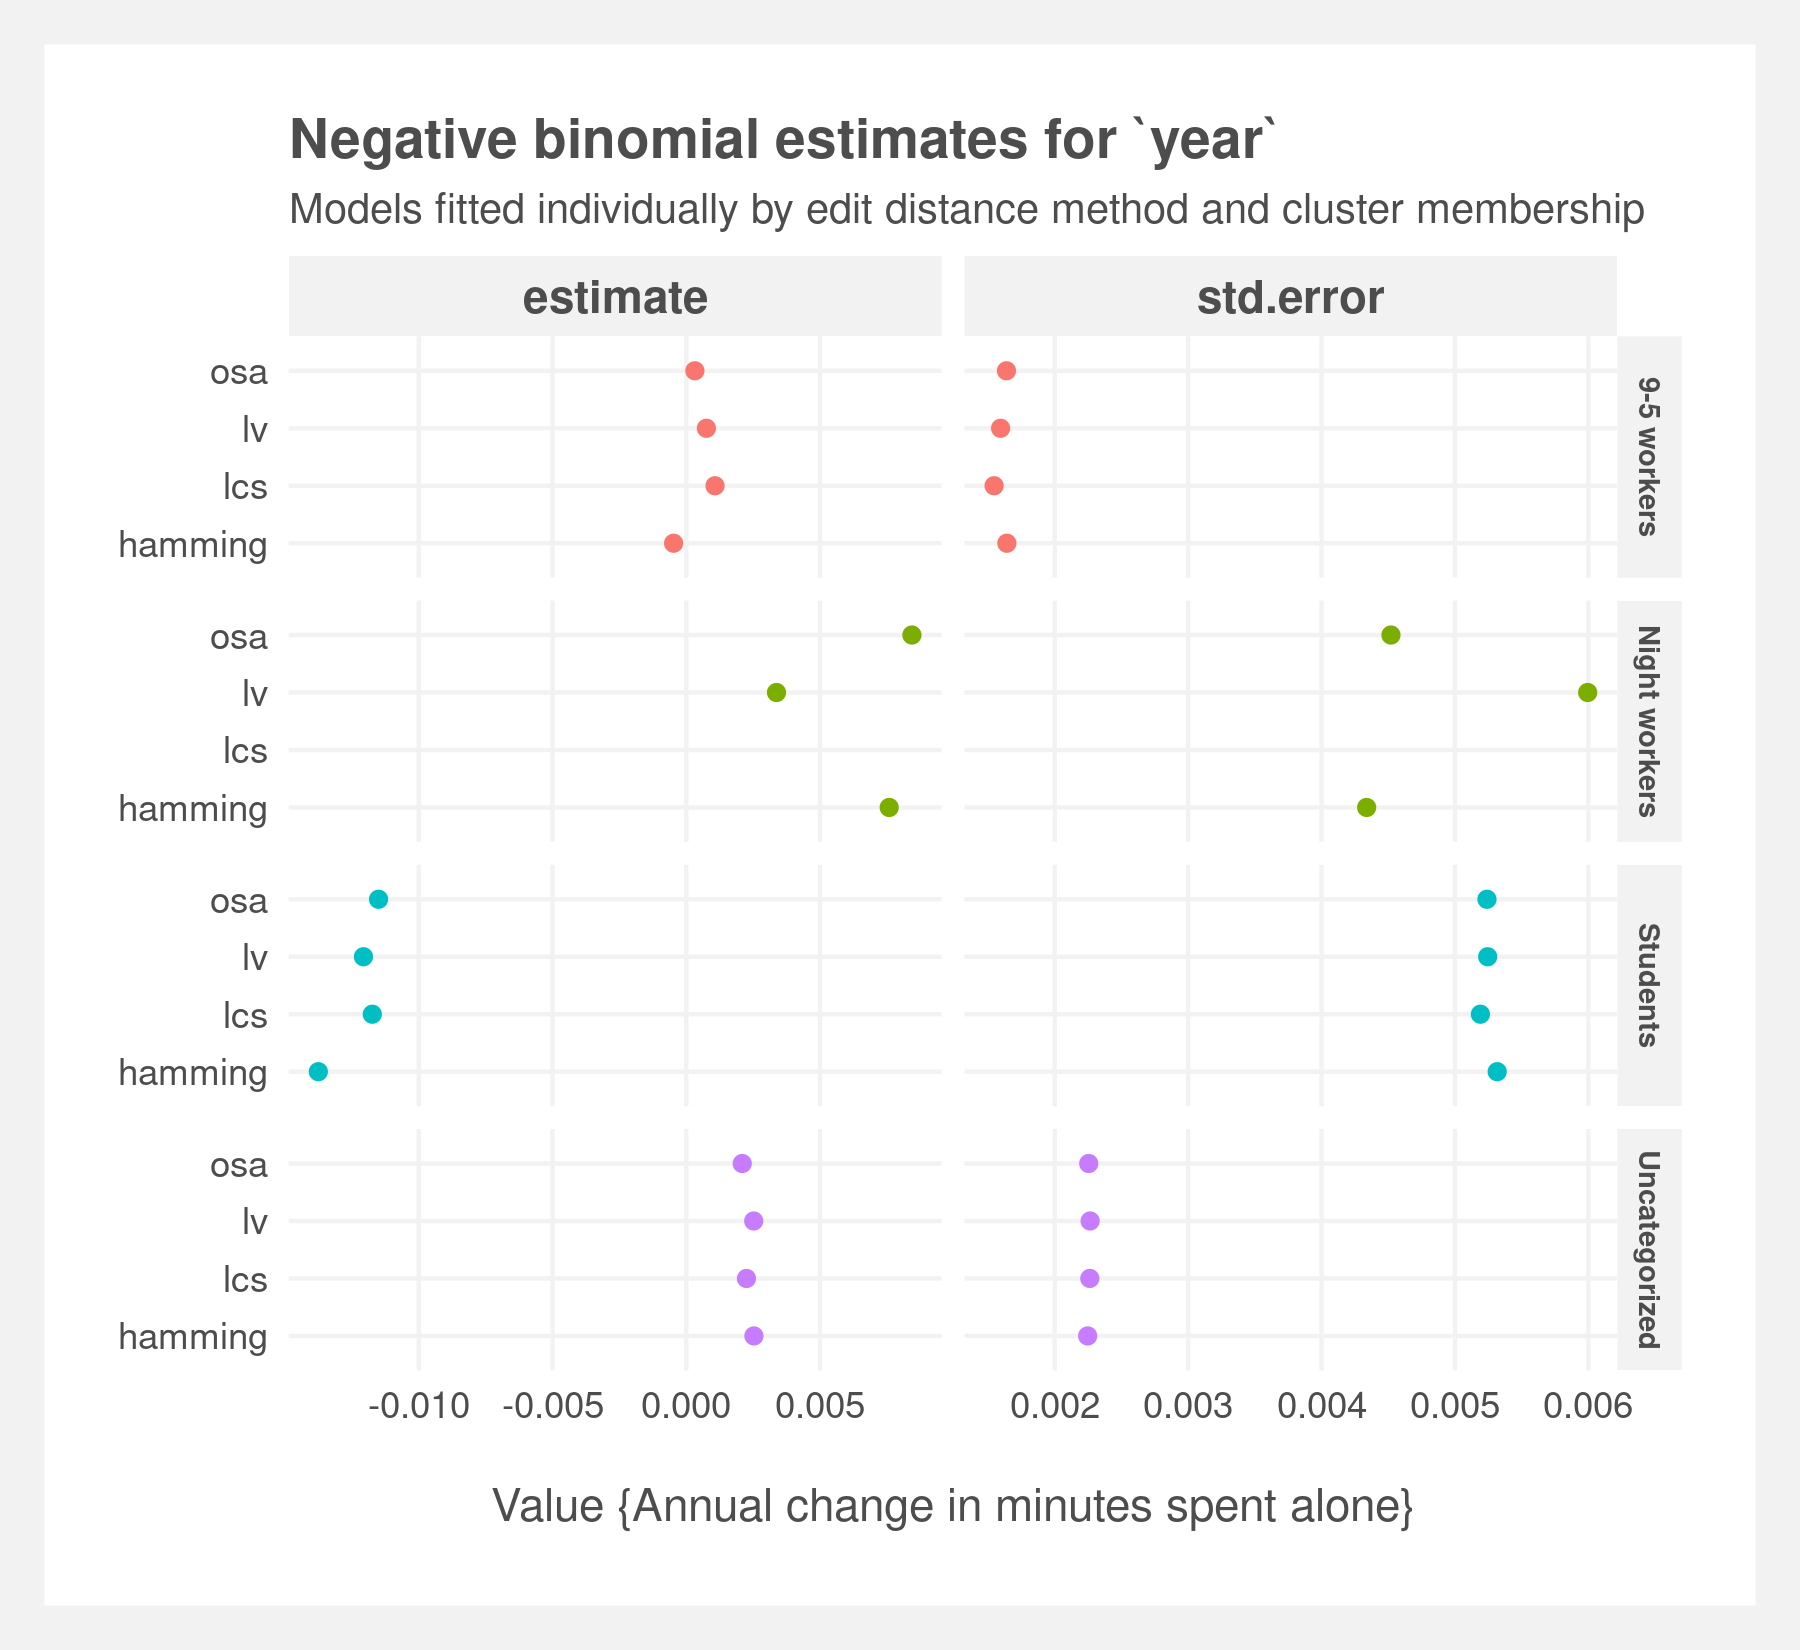 Negative binomial estimates for `year`
Models fitted individually by edit distance method and cluster membership
estimate
std.error
osa
lv
lcs
hamming
9-5 workers
osa
lv
lcs
hamming
Night workers
osa
lv
lcs
hamming
Students
osa
lv
lcs
hamming
Uncategorized
-0.010 -0.005 0.000 0.005
0.002 0.003 0.004 0.005 0.006
Value {Annual change in minutes spent alone}